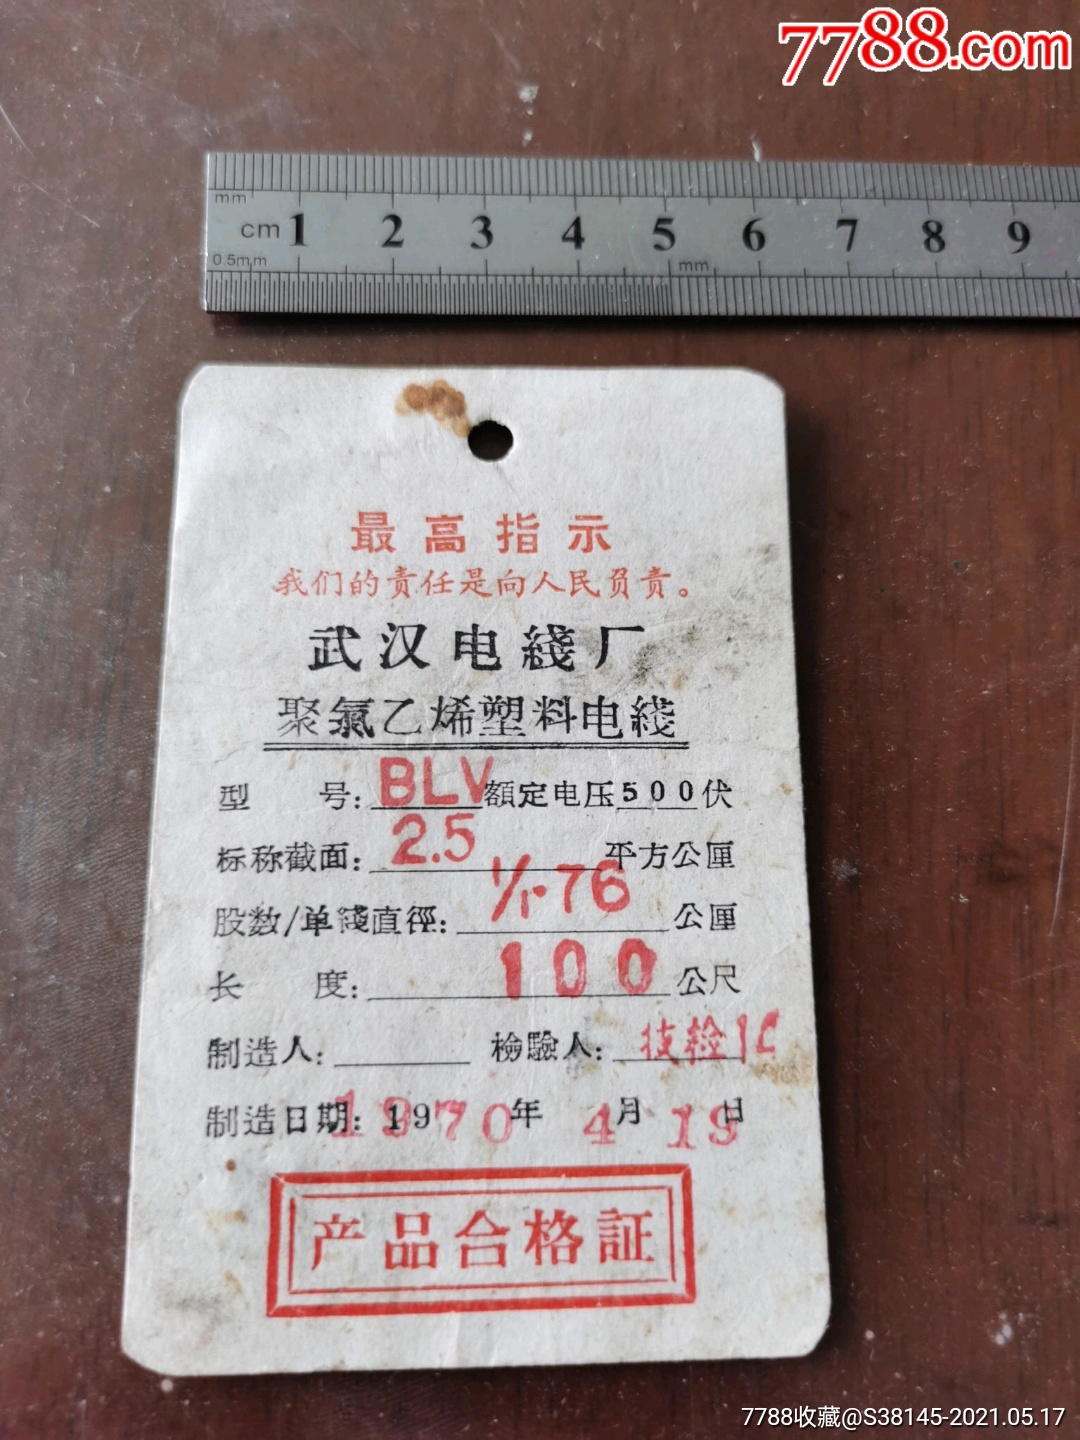 7788.com
mm
cm 1 2 3 4 5 6 7 8 9
0.5mm mm
最高指示
我们的责任是向人民负责。
武汉电綫厂
聚氯乙烯塑料电綫
型 号: BLV 額定电压500伏
标称截面: 2.5 平方公厘
股数/单綫直徑: 1/1·76 公厘
长 度: 100 公尺
制造人: 檢驗人: 技检10
制造日期: 19 1970年 4月 19日
产品合格証
7788收藏@S38145-2021.05.17